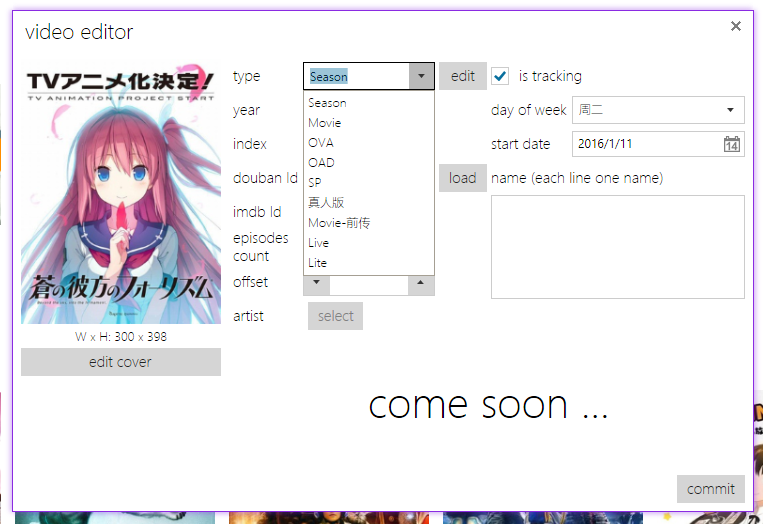 video editor
TVアニメ化決定!
TV ANIMATION PROJECT START
蒼の彼方のフォーリズム
W x H: 300 x 398
edit cover
type
Season
edit
is tracking
year
Season
Movie
OVA
OAD
SP
真人版
Movie-前传
Live
Lite
day of week
周二
index
start date
2016/1/11
14
douban Id
load
name (each line one name)
imdb Id
episodes
count
offset
artist
select
come soon ...
commit